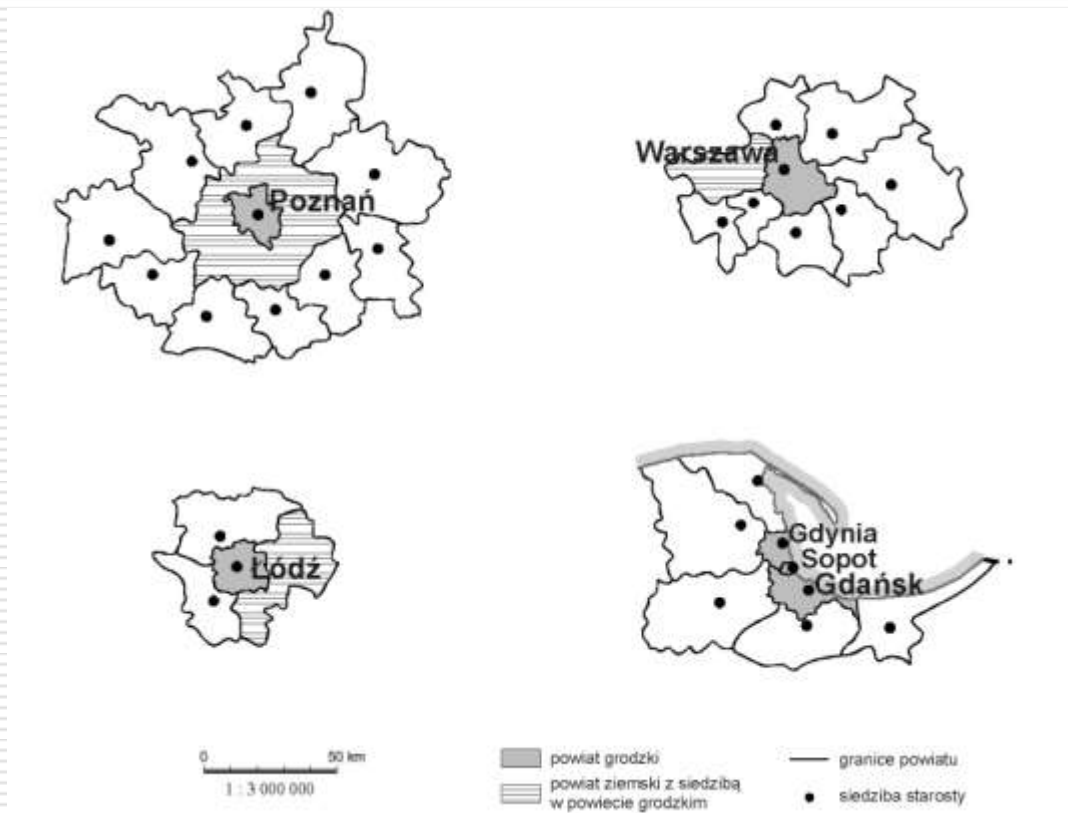 Poznań
Warszawa
Łódź
Gdynia
Sopot
Gdańsk
0 50 km
1 : 3 000 000
powiat grodzki
powiat ziemski z siedzibą
w powiecie grodzkim
granice powiatu
siedziba starosty